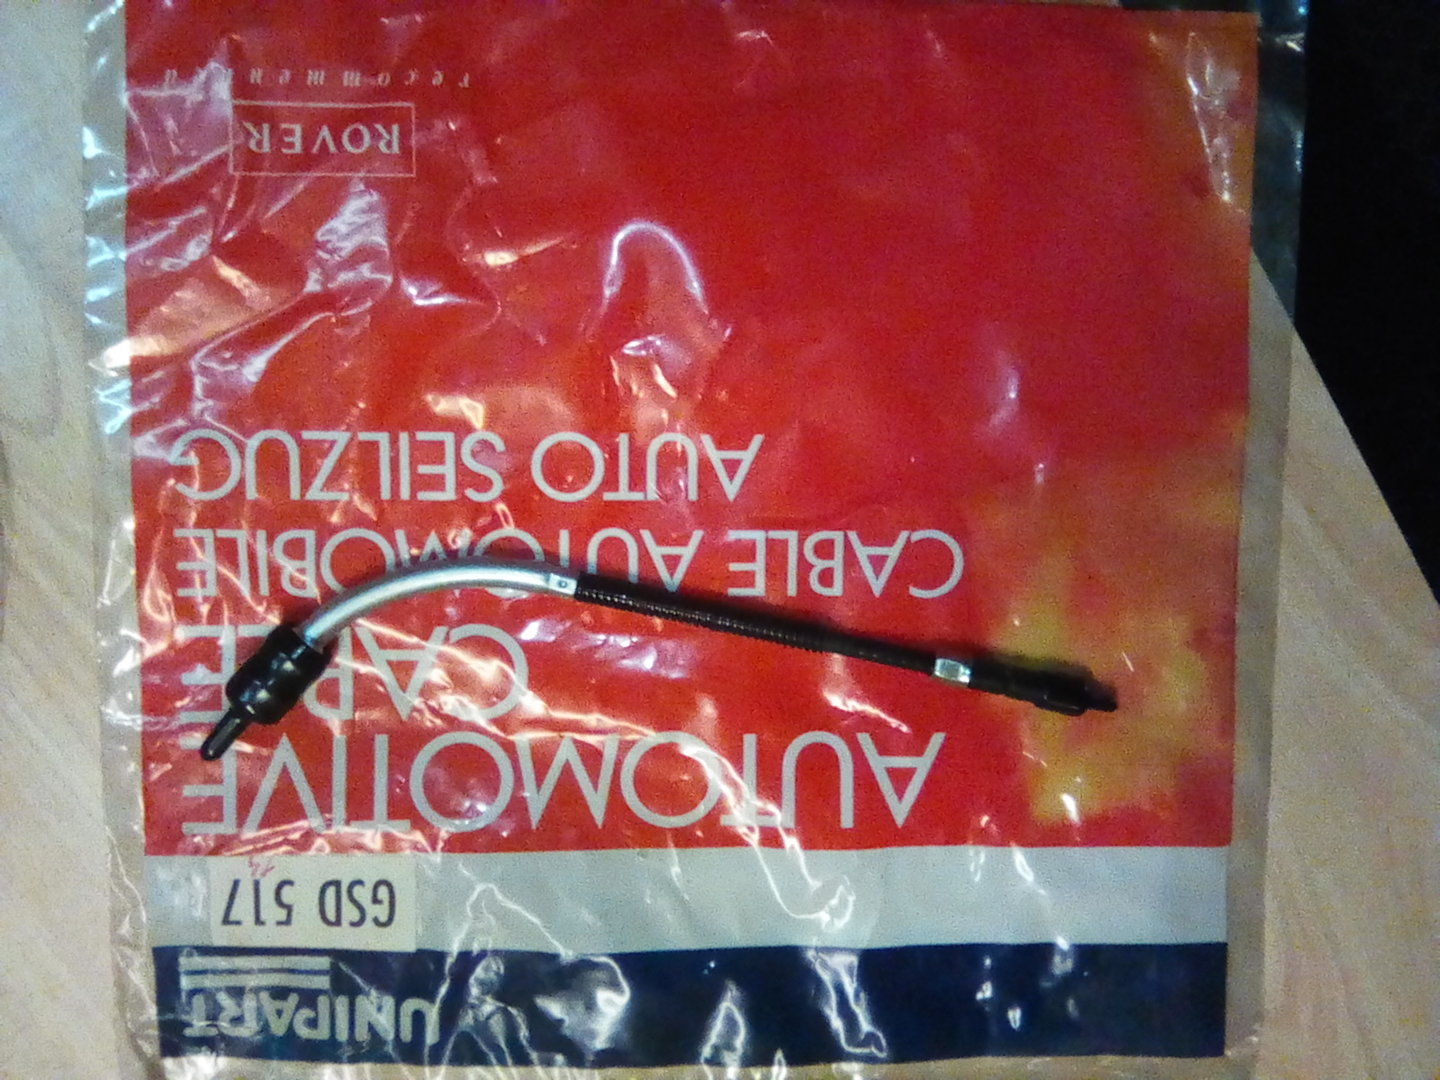 UNIPART
GSD 517
AUTOMOTIVE
CABLE
CABLE AUTOMOBILE
AUTO SEILZUG
ROVER
recommend